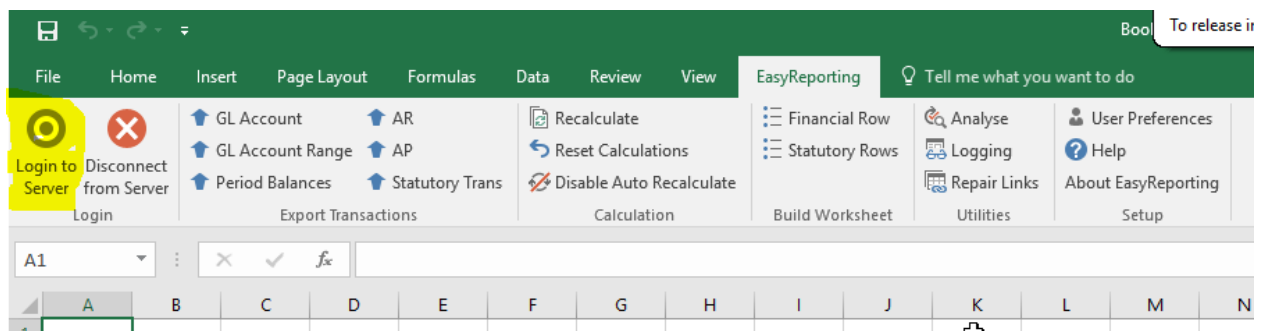 Book
To release in
File Home Insert Page Layout Formulas Data Review View EasyReporting Tell me what you want to do
Login to Server
Disconnect from Server
Login
GL Account
GL Account Range
Period Balances
AR
AP
Statutory Trans
Export Transactions
Recalculate
Reset Calculations
Disable Auto Recalculate
Calculation
Financial Row
Statutory Rows
Build Worksheet
Analyse
Logging
Repair Links
Utilities
User Preferences
Help
About EasyReporting
Setup
A1 fx
A B C D E F G H I J K L M N